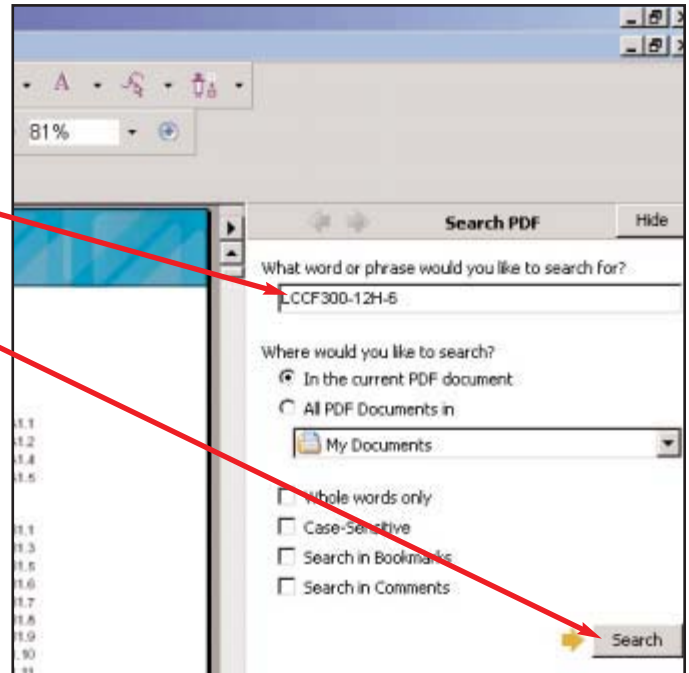 A
81%
Search PDF Hide
What word or phrase would you like to search for?
LCCF300-12H-6
Where would you like to search?
In the current PDF document
All PDF Documents in
My Documents
Whole words only
Case-Sensitive
Search in Bookmarks
Search in Comments
Search